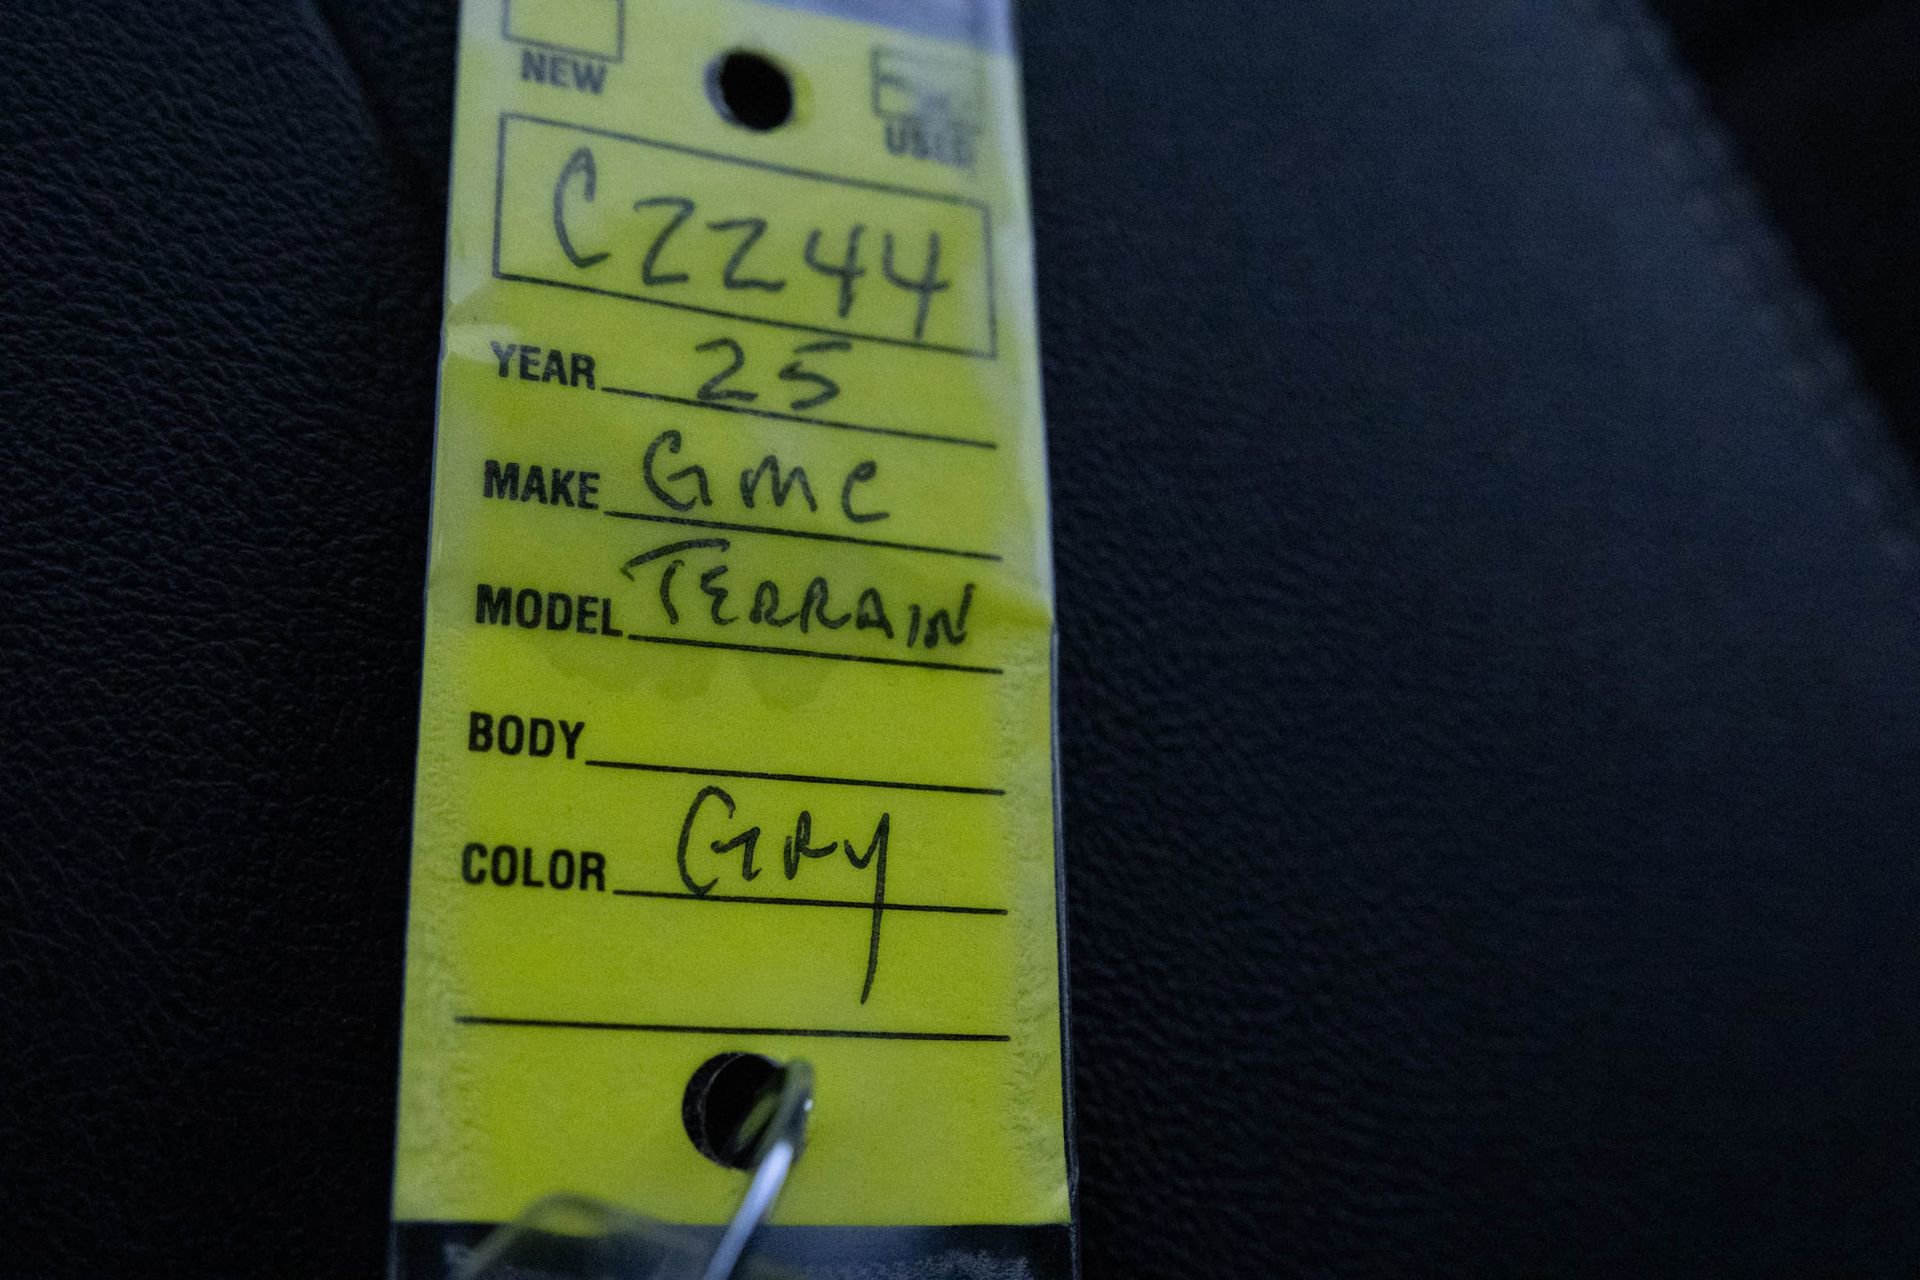 NEW USED
C2244
YEAR 25
MAKE GMC
MODEL TERRAIN
BODY
COLOR GRY